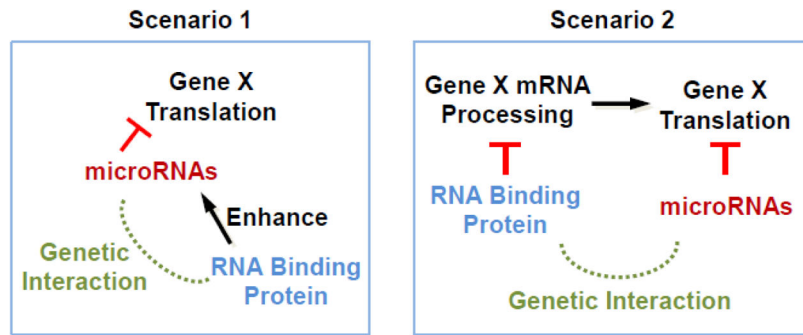 Scenario 1
Gene X
Translation
microRNAs
Enhance
Genetic
Interaction
RNA Binding
Protein
Scenario 2
Gene X mRNA
Processing
Gene X
Translation
RNA Binding
Protein
microRNAs
Genetic Interaction